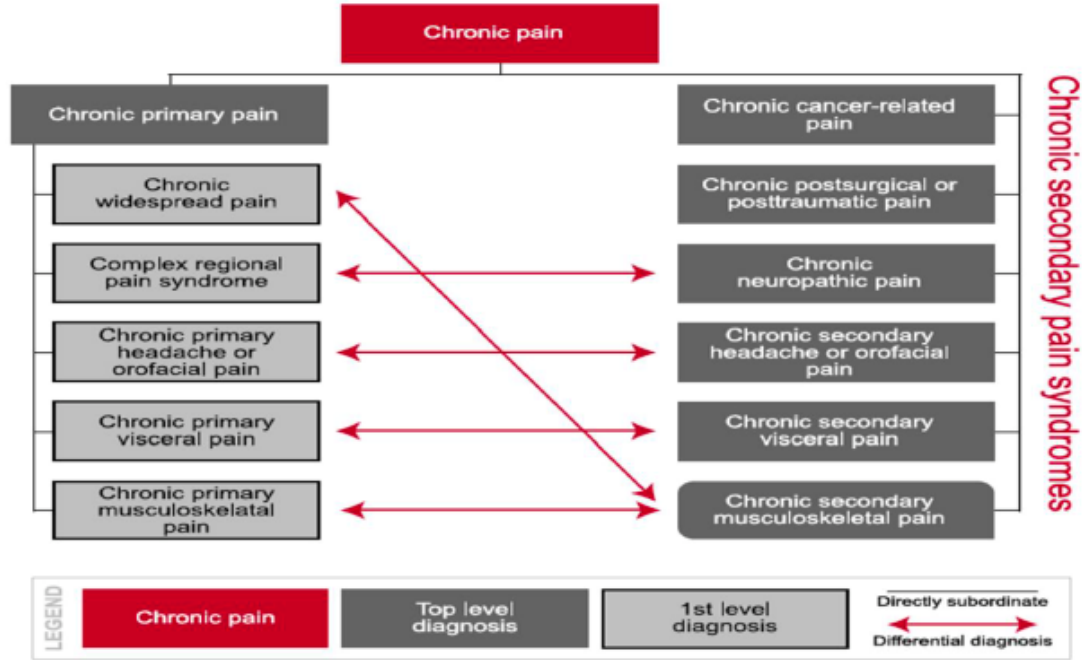 Chronic pain
Chronic primary pain
Chronic
widespread pain
Complex regional
pain syndrome
Chronic primary
headache or
orofacial pain
Chronic primary
visceral pain
Chronic primary
musculoskelatal
pain
Chronic cancer-related
pain
Chronic postsurgical or
posttraumatic pain
Chronic
neuropathic pain
Chronic secondary
headache or orofacial
pain
Chronic secondary
visceral pain
Chronic secondary
musculoskeletal pain
Chronic secondary pain syndromes
LEGEND
Chronic pain
Top level
diagnosis
1st level
diagnosis
Directly subordinate
Differential diagnosis